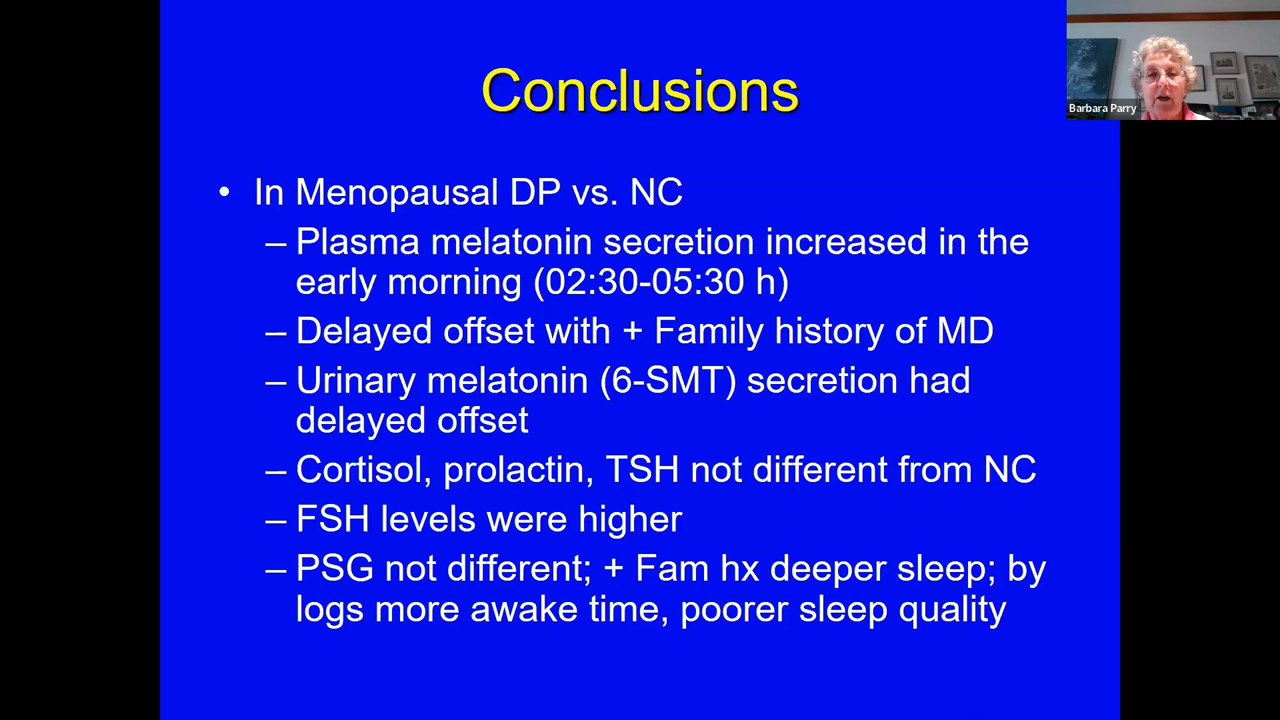 Conclusions
Barbara Parry
• In Menopausal DP vs. NC
– Plasma melatonin secretion increased in the
early morning (02:30-05:30 h)
– Delayed offset with + Family history of MD
– Urinary melatonin (6-SMT) secretion had
delayed offset
– Cortisol, prolactin, TSH not different from NC
– FSH levels were higher
– PSG not different; + Fam hx deeper sleep; by
logs more awake time, poorer sleep quality